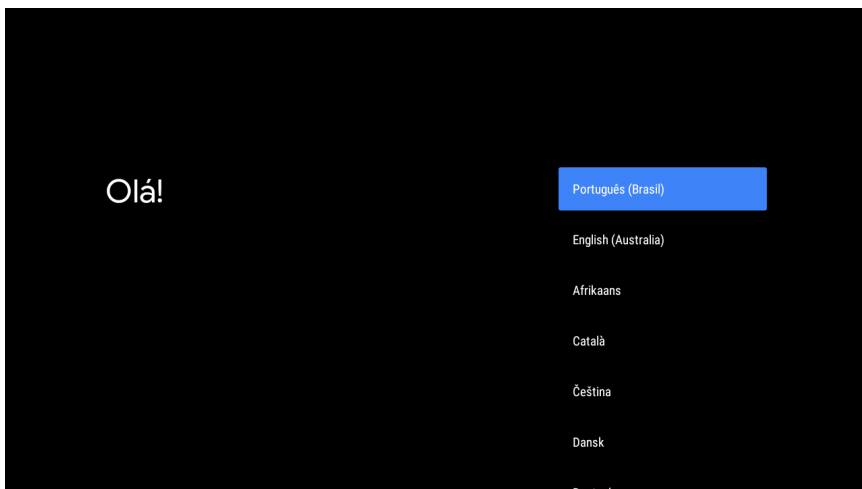 Olá!
Português (Brasil)
English (Australia)
Afrikaans
Català
Čeština
Dansk